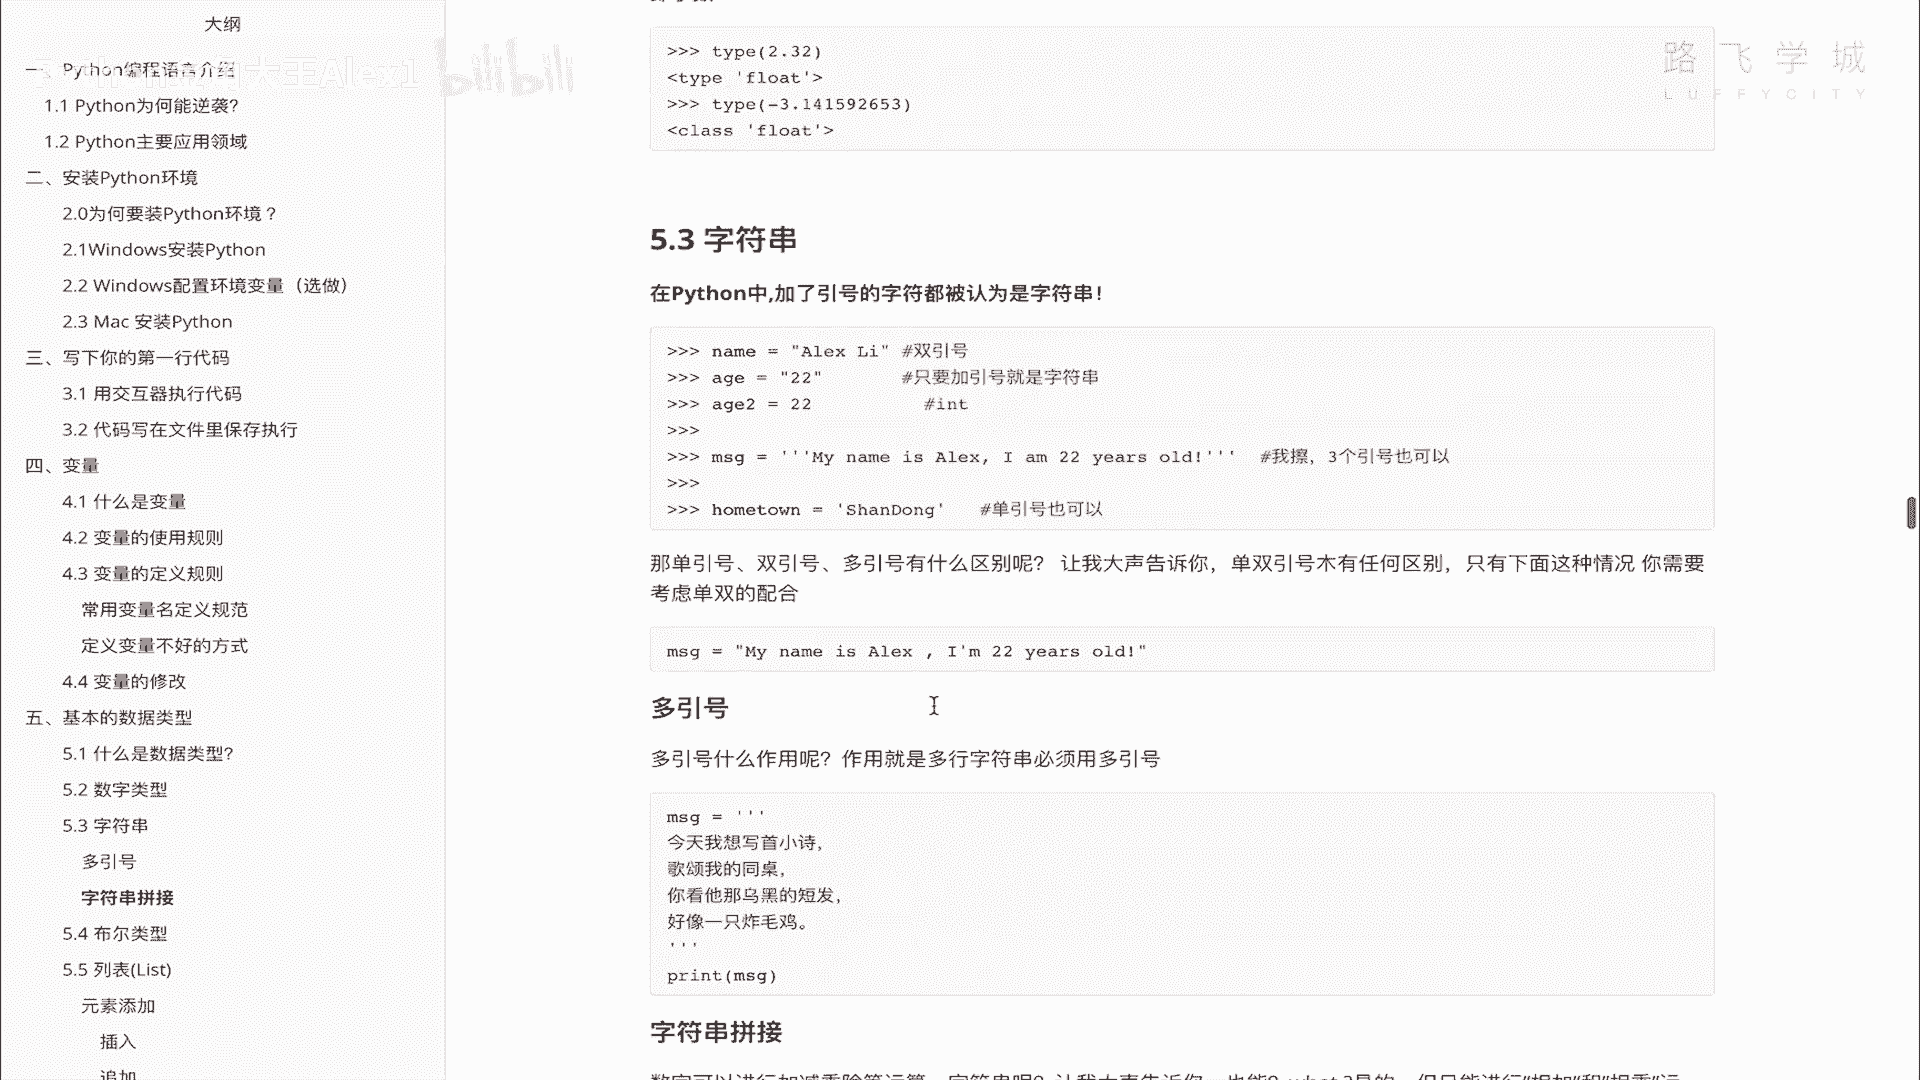 大纲
一、Python编程语言介绍
1.1 Python为何能逆袭?
1.2 Python主要应用领域
二、安装Python环境
2.0为何要装Python环境？
2.1Windows安装Python
2.2 Windows配置环境变量（选做）
2.3 Mac 安装Python
三、写下你的第一行代码
3.1 用交互器执行代码
3.2 代码写在文件里保存执行
四、变量
4.1 什么是变量
4.2 变量的使用规则
4.3 变量的定义规则
常用变量名定义规范
定义变量不好的方式
4.4 变量的修改
五、基本的数据类型
5.1 什么是数据类型?
5.2 数字类型
5.3 字符串
多引号
字符串拼接
5.4 布尔类型
5.5 列表(List)
元素添加
插入
追加
bilibili
路飞学城
LUFFYCITY
>>> type(2.32)
<type 'float'>
>>> type(-3.141592653)
<class 'float'>
5.3 字符串
在Python中,加了引号的字符都被认为是字符串!
>>> name = "Alex Li" #双引号
>>> age = "22"       #只要加引号就是字符串
>>> age2 = 22          #int
>>>
>>> msg = '''My name is Alex, I am 22 years old!'''  #我擦，3个引号也可以
>>>
>>> hometown = 'ShanDong'   #单引号也可以
那单引号、双引号、多引号有什么区别呢? 让我大声告诉你，单双引号木有任何区别，只有下面这种情况 你需要
考虑单双的配合
msg = "My name is Alex , I'm 22 years old!"
多引号
多引号什么作用呢？作用就是多行字符串必须用多引号
msg = '''
今天我想写首小诗，
歌颂我的同桌，
你看他那乌黑的短发，
好像一只炸毛鸡。
'''
print(msg)
字符串拼接